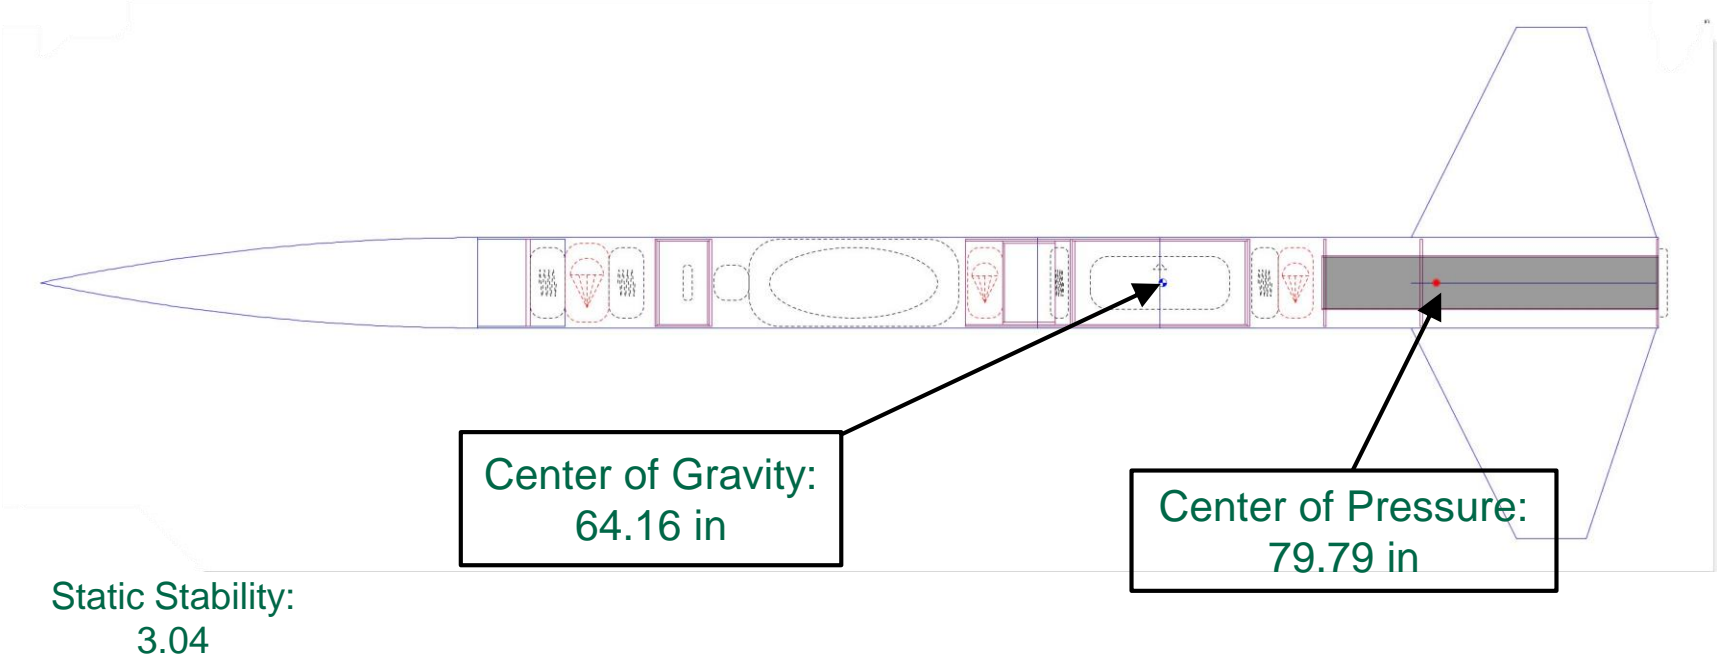 Center of Gravity:
64.16 in
Center of Pressure:
79.79 in
Static Stability:
3.04